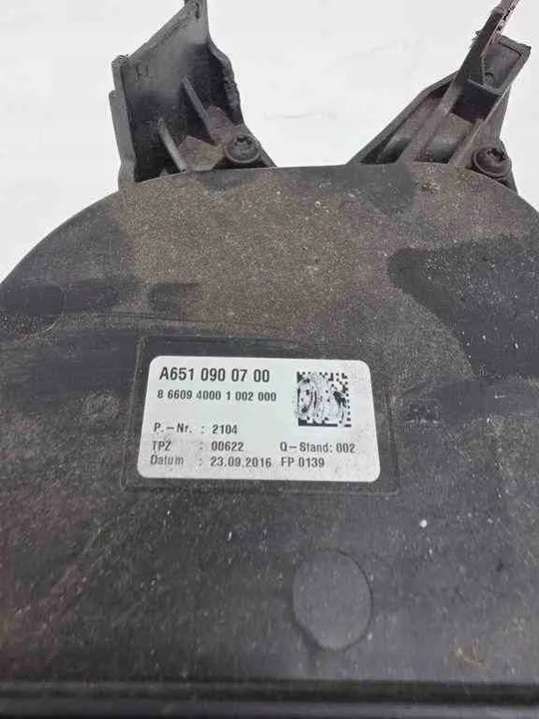 A651 090 07 00
8 6609 4000 1 002 000
P.-Nr. : 2104
TPZ : 00622 Q-Stand: 002
Datum : 23.09.2016 FP 0139